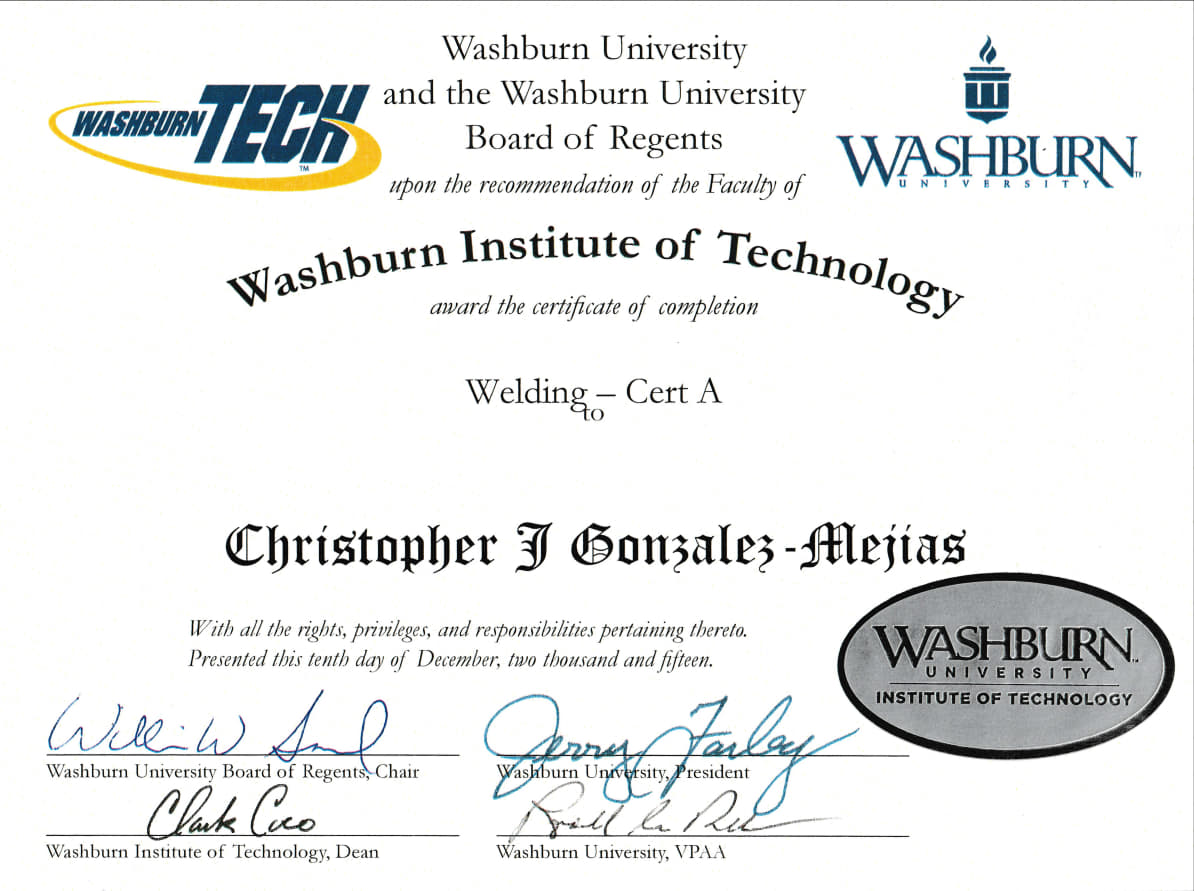 WASHBURN TECH TM
Washburn University
and the Washburn University
Board of Regents
upon the recommendation of the Faculty of
WASHBURN TM
UNIVERSITY
Washburn Institute of Technology
award the certificate of completion
Welding – Cert A
to
Christopher J Gonzalez-Mejias
With all the rights, privileges, and responsibilities pertaining thereto.
Presented this tenth day of December, two thousand and fifteen.
WASHBURN TM
UNIVERSITY
INSTITUTE OF TECHNOLOGY
Jerry Farley
Washburn University Board of Regents, Chair
Washburn University, President
Clark Coco
Washburn Institute of Technology, Dean
Washburn University, VPAA